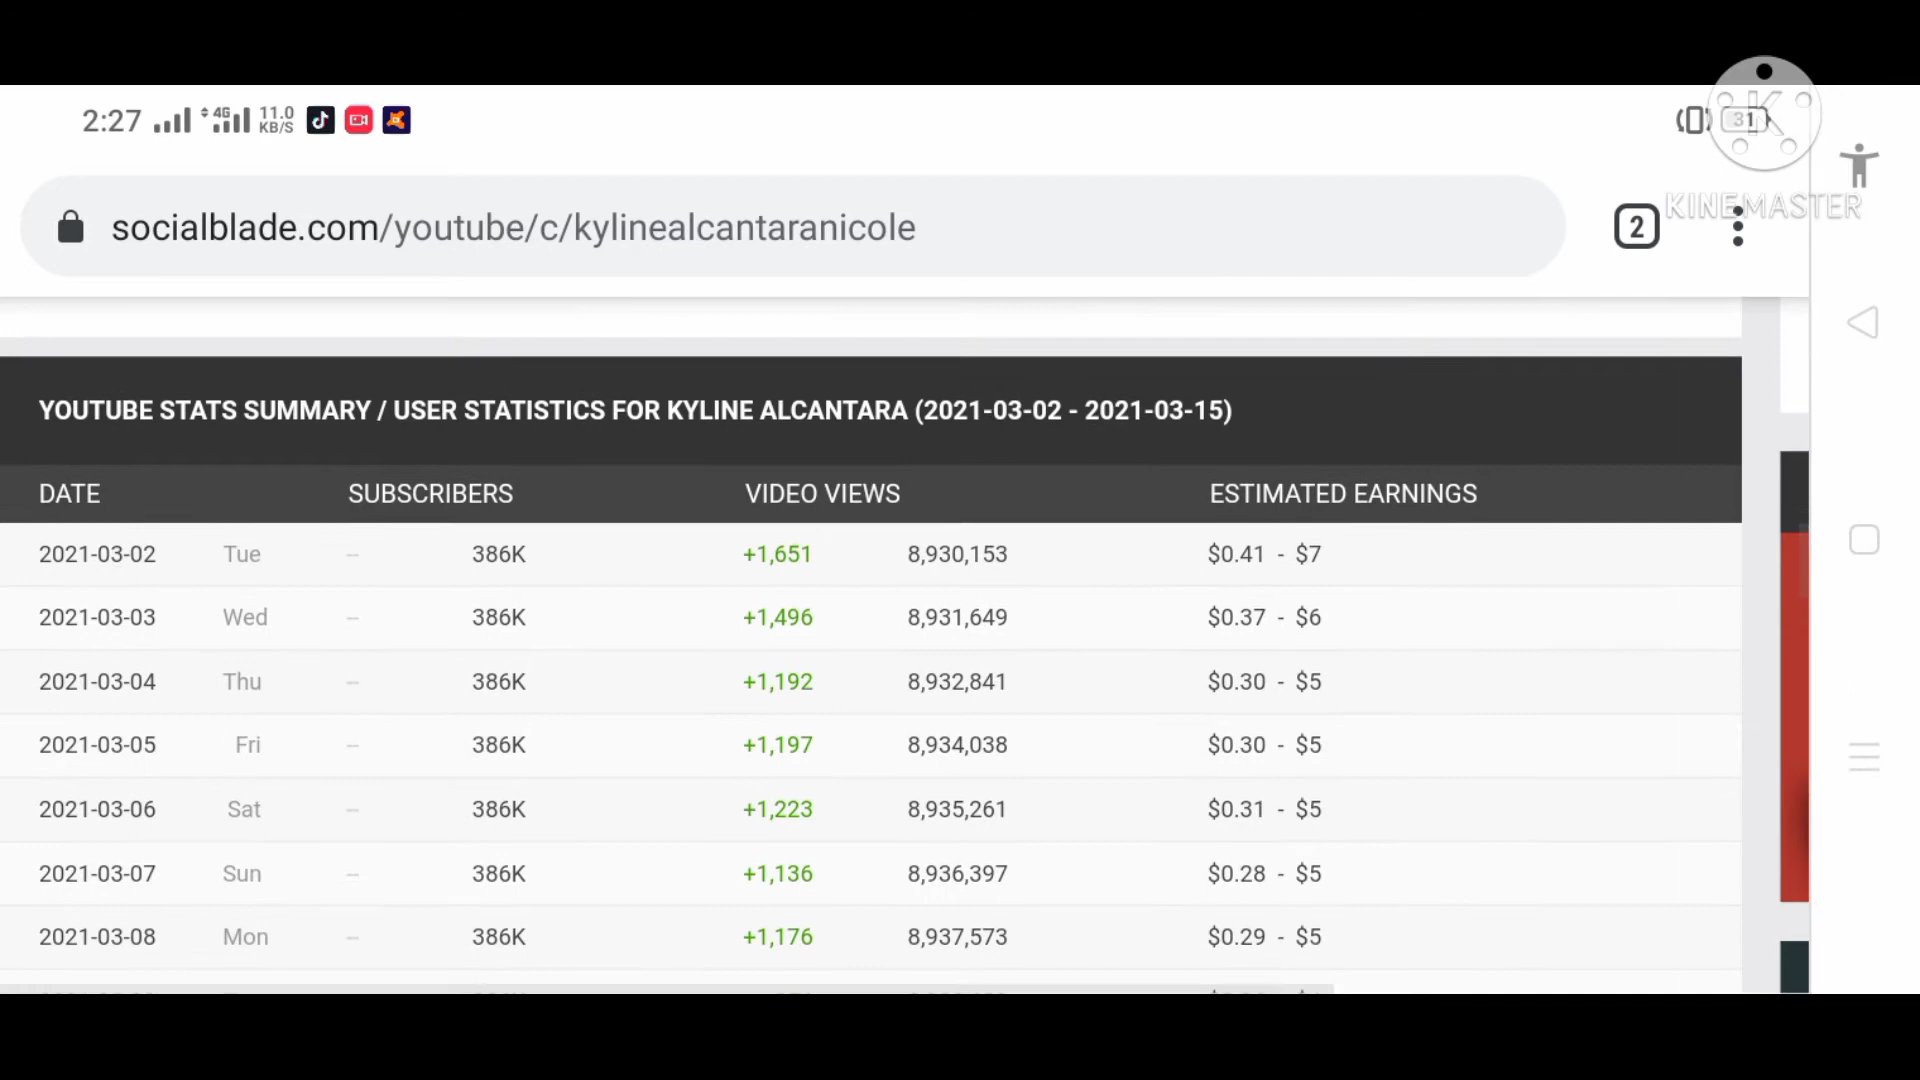 2:27 4G 11.0 KB/S 31
KINEMASTER
socialblade.com/youtube/c/kylinealcantaranicole 2
YOUTUBE STATS SUMMARY / USER STATISTICS FOR KYLINE ALCANTARA (2021-03-02 - 2021-03-15)
DATE SUBSCRIBERS VIDEO VIEWS ESTIMATED EARNINGS
2021-03-02 Tue -- 386K +1,651 8,930,153 $0.41 - $7
2021-03-03 Wed -- 386K +1,496 8,931,649 $0.37 - $6
2021-03-04 Thu -- 386K +1,192 8,932,841 $0.30 - $5
2021-03-05 Fri -- 386K +1,197 8,934,038 $0.30 - $5
2021-03-06 Sat -- 386K +1,223 8,935,261 $0.31 - $5
2021-03-07 Sun -- 386K +1,136 8,936,397 $0.28 - $5
2021-03-08 Mon -- 386K +1,176 8,937,573 $0.29 - $5